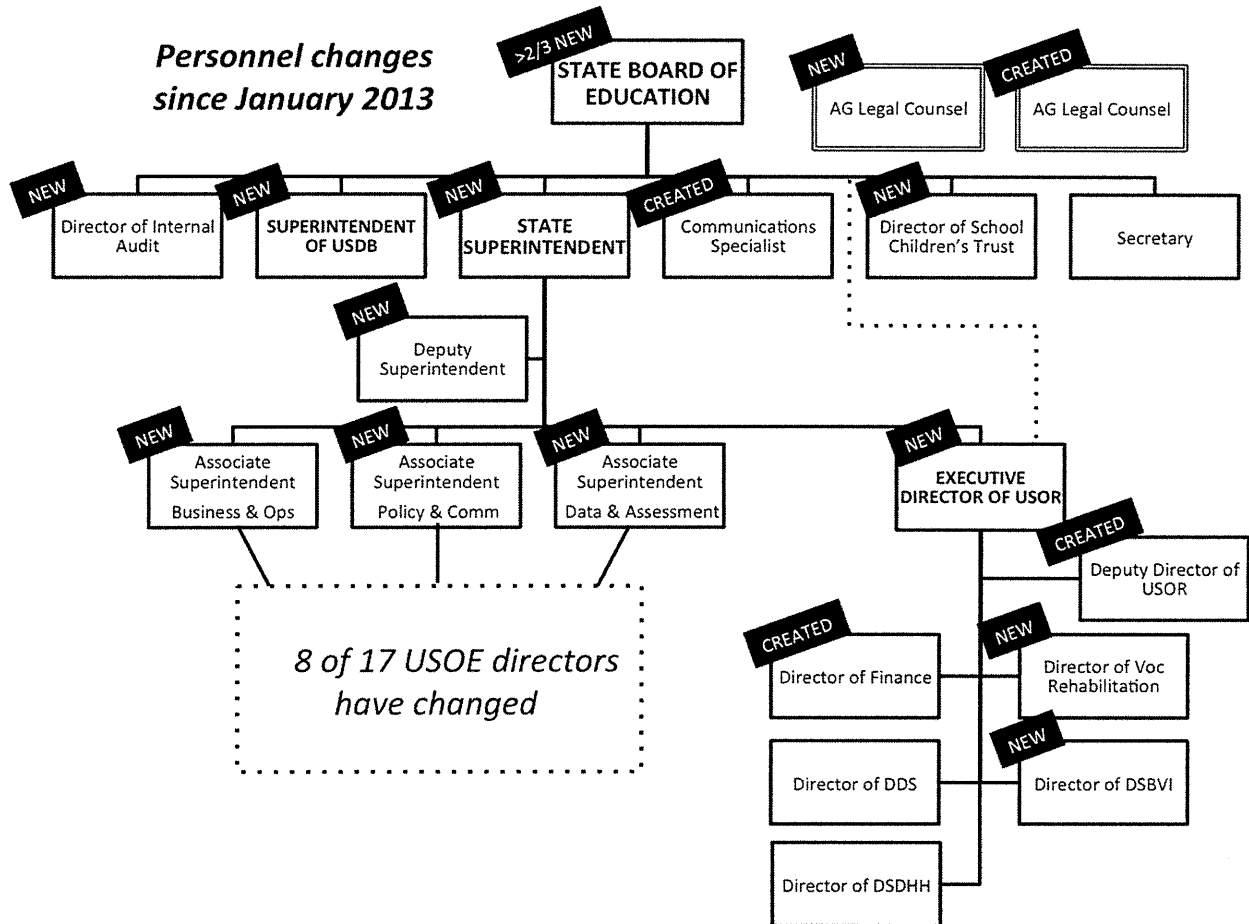 Personnel changes
since January 2013
>2/3 NEW
STATE BOARD OF
EDUCATION
NEW
AG Legal Counsel
CREATED
AG Legal Counsel
NEW
Director of Internal
Audit
NEW
SUPERINTENDENT
OF USDB
NEW
STATE
SUPERINTENDENT
CREATED
Communications
Specialist
NEW
Director of School
Children's Trust
Secretary
NEW
Deputy
Superintendent
NEW
Associate
Superintendent
Business & Ops
NEW
Associate
Superintendent
Policy & Comm
NEW
Associate
Superintendent
Data & Assessment
NEW
EXECUTIVE
DIRECTOR OF USOR
CREATED
Deputy Director of
USOR
8 of 17 USOE directors
have changed
CREATED
Director of Finance
NEW
Director of Voc
Rehabilitation
Director of DDS
NEW
Director of DSBVI
Director of DSDHH